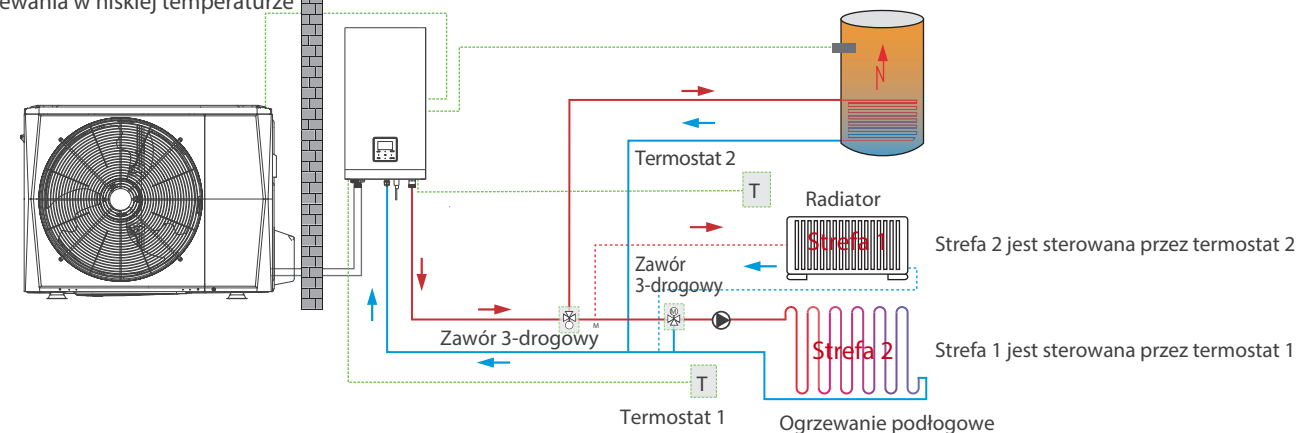 ewania w niskiej temperaturze
N
Termostat 2
T
Radiator
Strefa 1
Strefa 2 jest sterowana przez termostat 2
Zawór
3-drogowy
M
M
Zawór 3-drogowy
Strefa 2
Strefa 1 jest sterowana przez termostat 1
T
Termostat 1
Ogrzewanie podłogowe